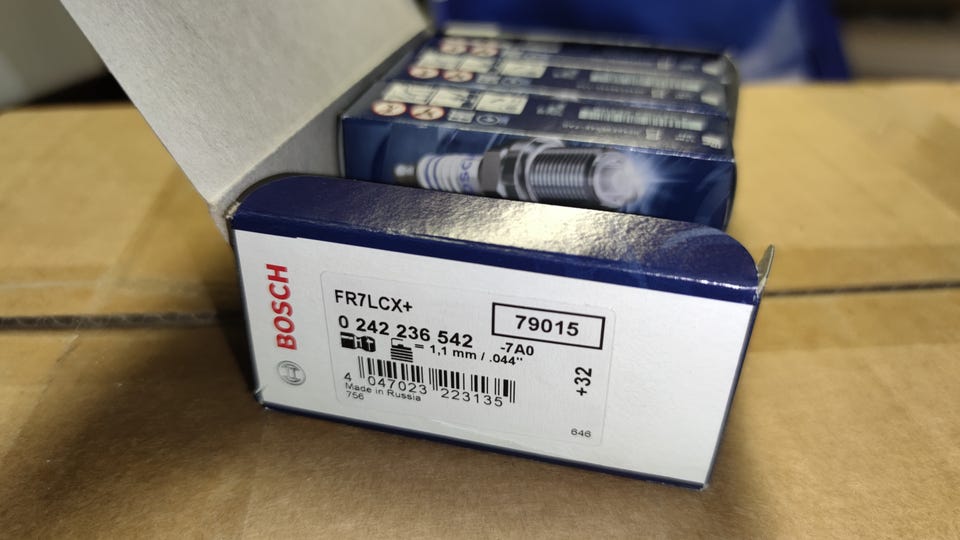 BOSCH
BOSCH
FR7LCX+
79015
0 242 236 542
-7A0
= 1,1 mm / .044"
+32
4 047023 223135
Made in Russia
756
646